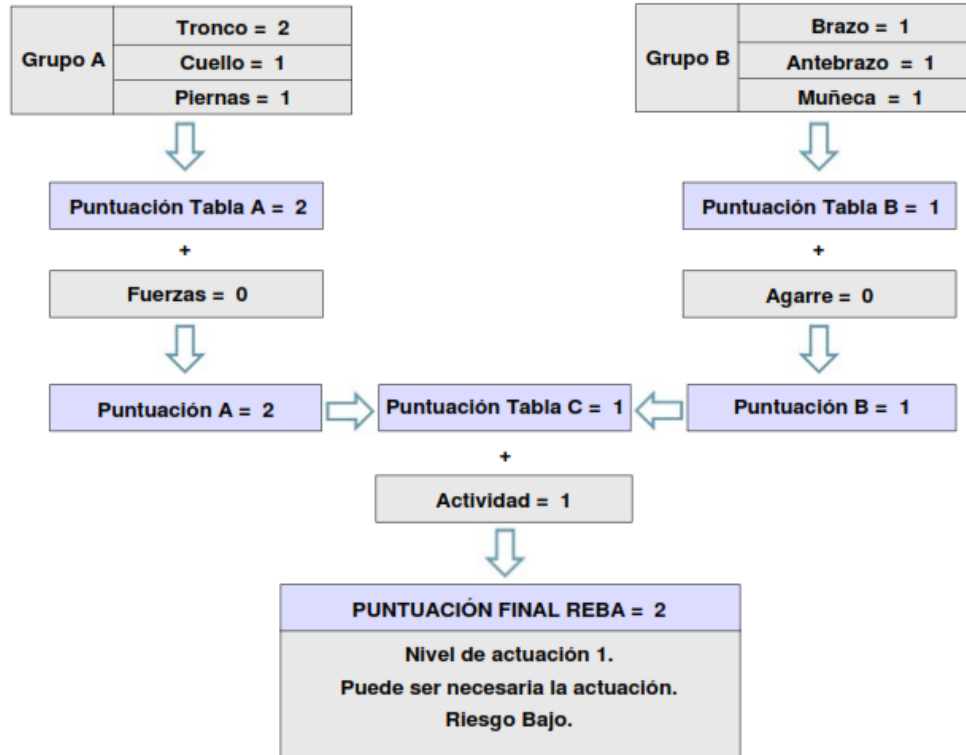 Grupo A
Tronco = 2
Cuello = 1
Piernas = 1
Grupo B
Brazo = 1
Antebrazo = 1
Muñeca = 1
Puntuación Tabla A = 2
Puntuación Tabla B = 1
+
+
Fuerzas = 0
Agarre = 0
Puntuación A = 2
Puntuación Tabla C = 1
Puntuación B = 1
+
Actividad = 1
PUNTUACIÓN FINAL REBA = 2
Nivel de actuación 1.
Puede ser necesaria la actuación.
Riesgo Bajo.